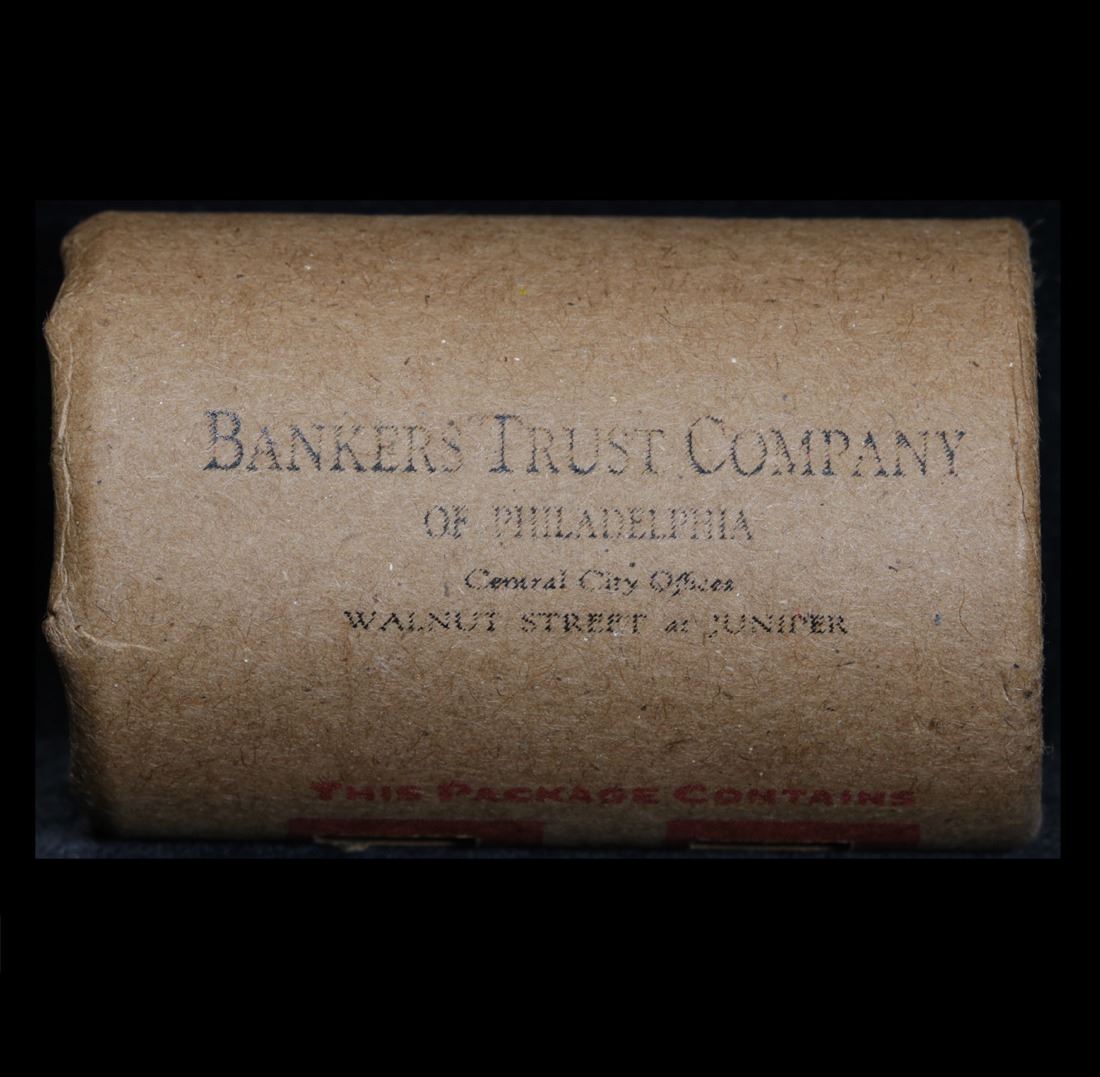 BANKERS TRUST COMPANY
OF PHILADELPHIA
Central City Offices
WALNUT STREET at JUNIPER
THIS PACKAGE CONTAINS